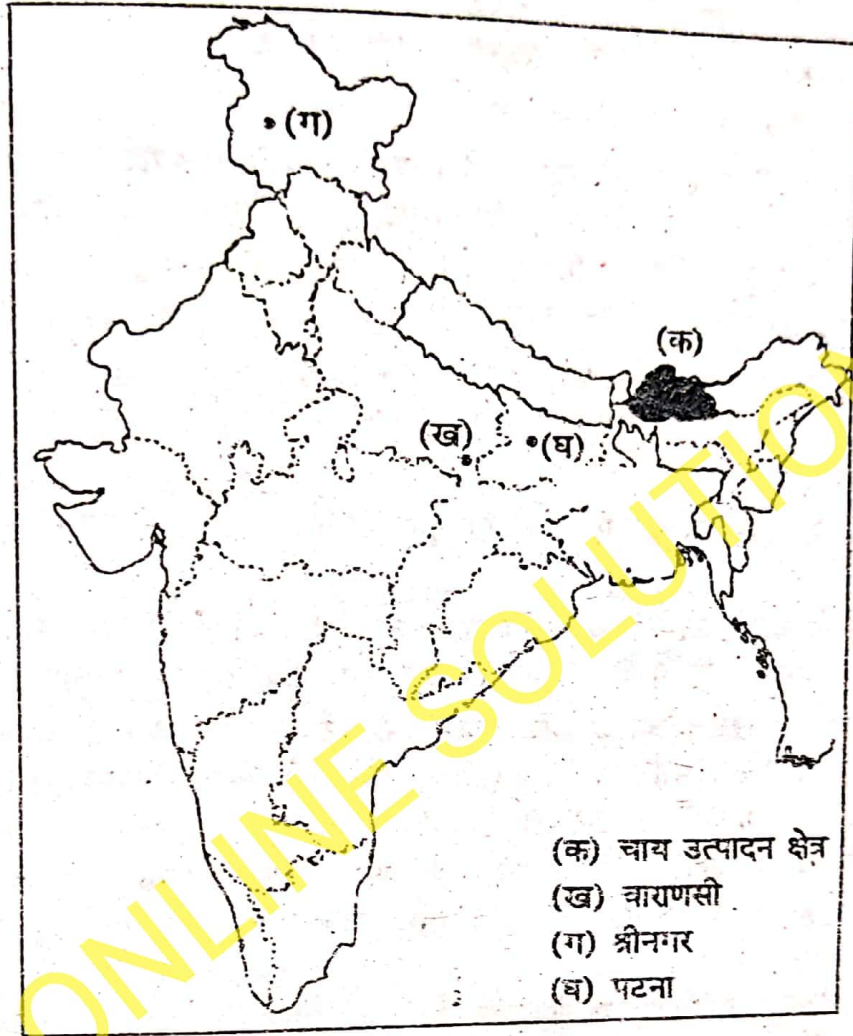 (ग)
(क)
(ख)
(घ)
(क) चाय उत्पादन क्षेत्र
(ख) वाराणसी
(ग) श्रीनगर
(घ) पटना
ONLINE SOLUTION